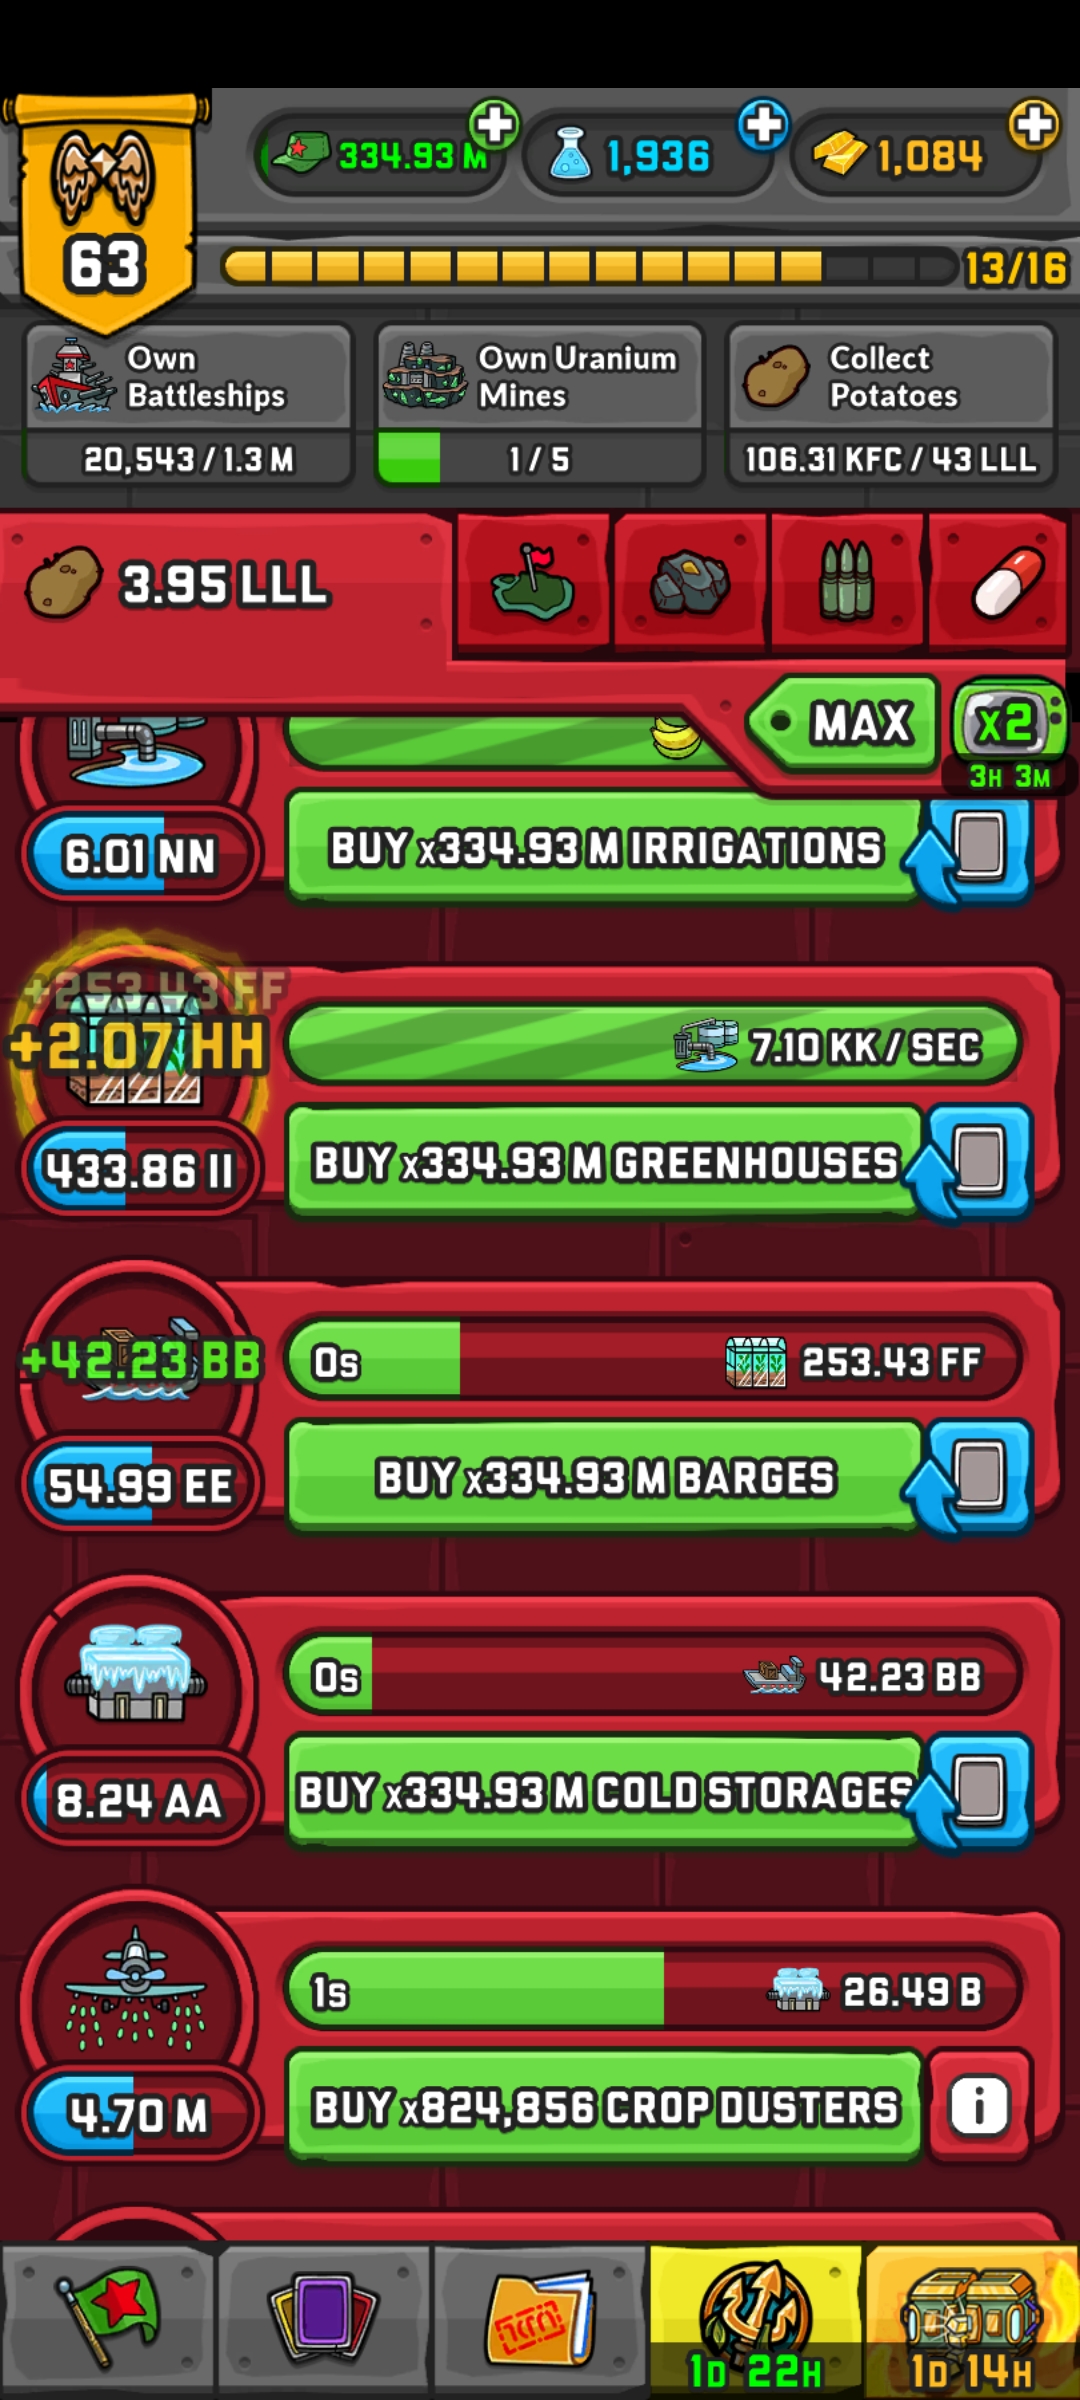 63
334.93 M
1,936
1,084
13/16
Own
Battleships
20,543 / 1.3 M
Own Uranium
Mines
1 / 5
Collect
Potatoes
106.31 KFC / 43 LLL
3.95 LLL
MAX
X2
3H 3M
6.01 NN
BUY x334.93 M IRRIGATIONS
+253.43 FF
+2.07 HH
7.10 KK / SEC
433.86 II
BUY x334.93 M GREENHOUSES
+42.23 BB
0s
253.43 FF
54.99 EE
BUY x334.93 M BARGES
0s
42.23 BB
8.24 AA
BUY x334.93 M COLD STORAGES
1s
26.49 B
4.70 M
BUY x824,856 CROP DUSTERS
i
1D 22H
1D 14H